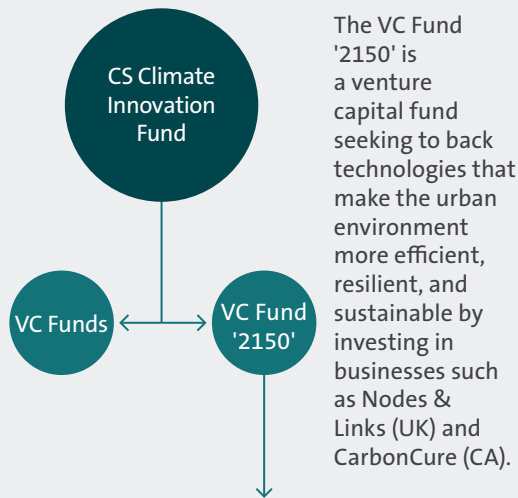 CS Climate
Innovation
Fund
VC Funds
VC Fund
'2150'
The VC Fund
'2150' is
a venture
capital fund
seeking to back
technologies that
make the urban
environment
more efficient,
resilient, and
sustainable by
investing in
businesses such
as Nodes &
Links (UK) and
CarbonCure (CA).